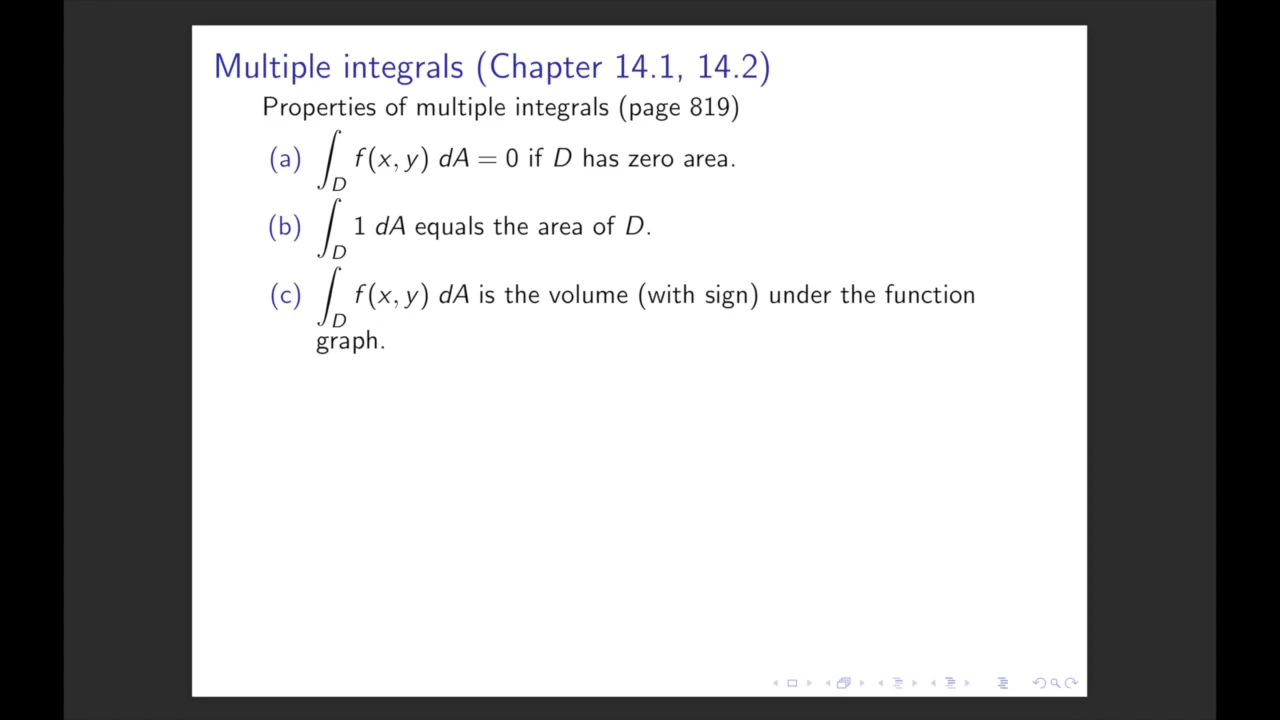 Multiple integrals (Chapter 14.1, 14.2)
Properties of multiple integrals (page 819)
(a) ∫_D f(x, y) dA = 0 if D has zero area.
(b) ∫_D 1 dA equals the area of D.
(c) ∫_D f(x, y) dA is the volume (with sign) under the function
graph.